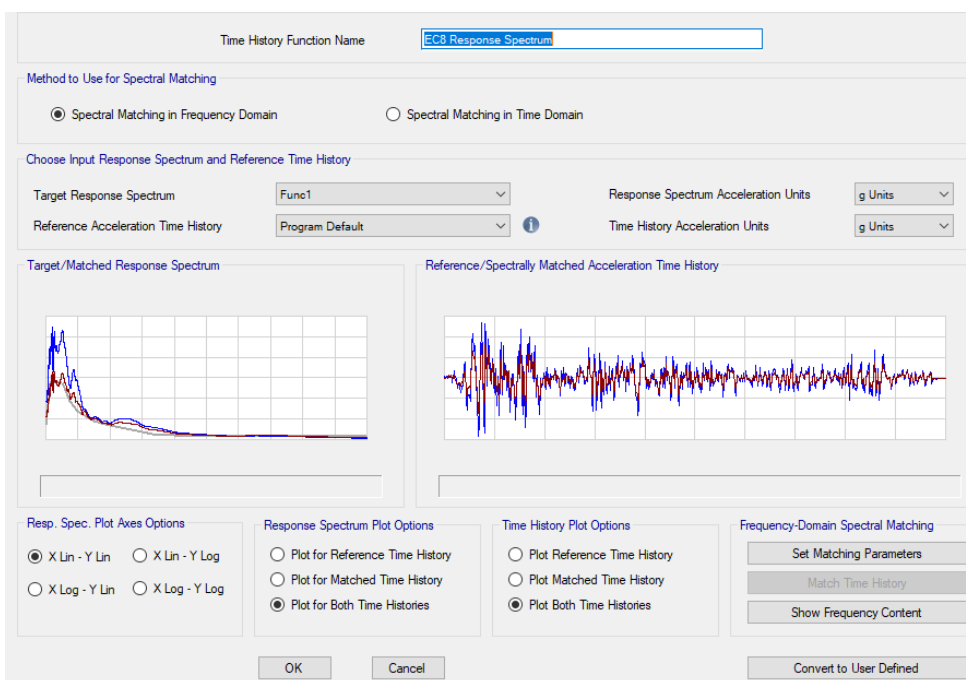 Time History Function Name EC8 Response Spectrum
Method to Use for Spectral Matching
Spectral Matching in Frequency Domain Spectral Matching in Time Domain
Choose Input Response Spectrum and Reference Time History
Target Response Spectrum Func1 Response Spectrum Acceleration Units g Units
Reference Acceleration Time History Program Default Time History Acceleration Units g Units
Target/Matched Response Spectrum Reference/Spectrally Matched Acceleration Time History
Resp. Spec. Plot Axes Options
X Lin - Y Lin X Lin - Y Log
X Log - Y Lin X Log - Y Log
Response Spectrum Plot Options
Plot for Reference Time History
Plot for Matched Time History
Plot for Both Time Histories
Time History Plot Options
Plot Reference Time History
Plot Matched Time History
Plot Both Time Histories
Frequency-Domain Spectral Matching
Set Matching Parameters
Match Time History
Show Frequency Content
OK Cancel Convert to User Defined